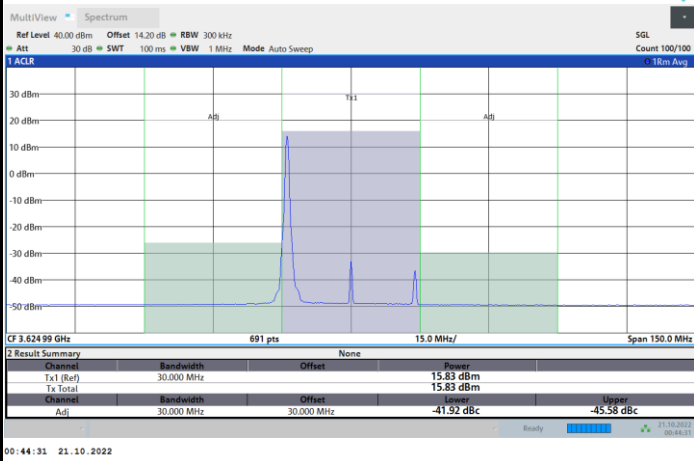 MultiView Spectrum
Ref Level 40.00 dBm Offset 14.20 dB RBW 300 kHz SGL
Att 30 dB SWT 100 ms VBW 1 MHz Mode Auto Sweep Count 100/100
1 ACLR 1Rm Avg
30 dBm
Tx1
20 dBm
Adj Adj
10 dBm
0 dBm
-10 dBm
-20 dBm
-30 dBm
-40 dBm
-50 dBm
CF 3.624 99 GHz 691 pts 15.0 MHz/ Span 150.0 MHz
2 Result Summary None
Channel Bandwidth Offset Power
Tx1 (Ref) 30.000 MHz 15.83 dBm
Tx Total 15.83 dBm
Channel Bandwidth Offset Lower Upper
Adj 30.000 MHz 30.000 MHz -41.92 dBc -45.58 dBc
Ready 21.10.2022
00:44:31
00:44:31 21.10.2022